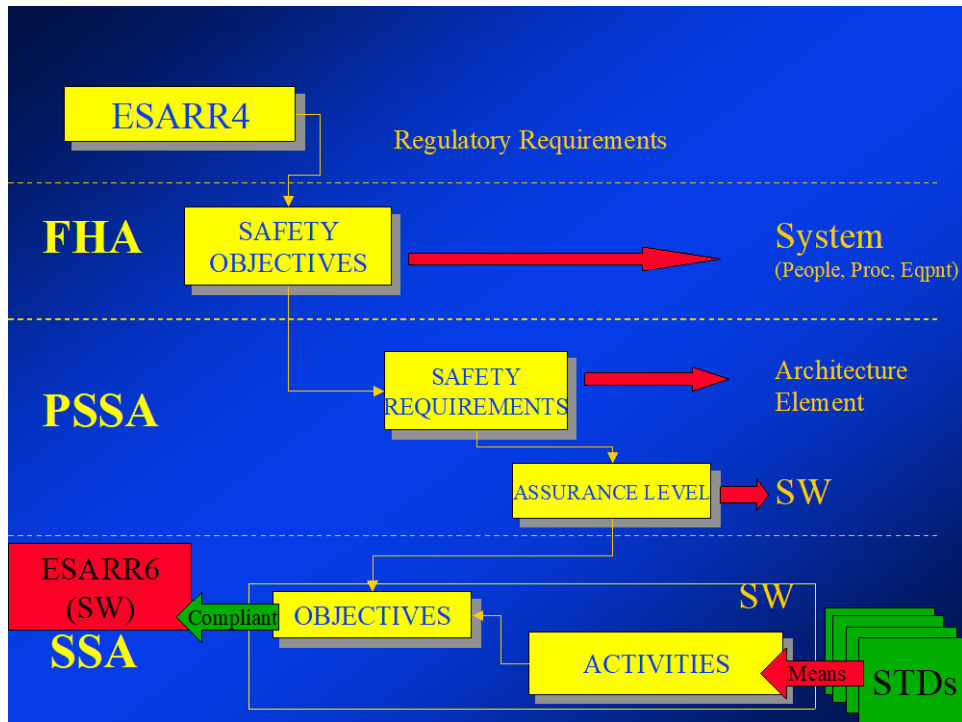 ESARR4
Regulatory Requirements
FHA
SAFETY
OBJECTIVES
System
(People, Proc, Eqpnt)
PSSA
SAFETY
REQUIREMENTS
Architecture
Element
ASSURANCE LEVEL
SW
ESARR6
(SW)
SSA
Compliant
OBJECTIVES
SW
ACTIVITIES
Means
STDs